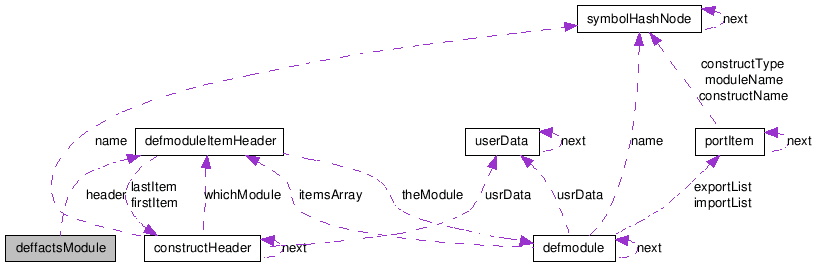 symbolHashNode
next
constructType
moduleName
constructName
name
defmoduleItemHeader
userData
next
name
portItem
next
header
lastItem
firstItem
whichModule
itemsArray
theModule
usrData
usrData
exportList
importList
deffactsModule
constructHeader
next
defmodule
next